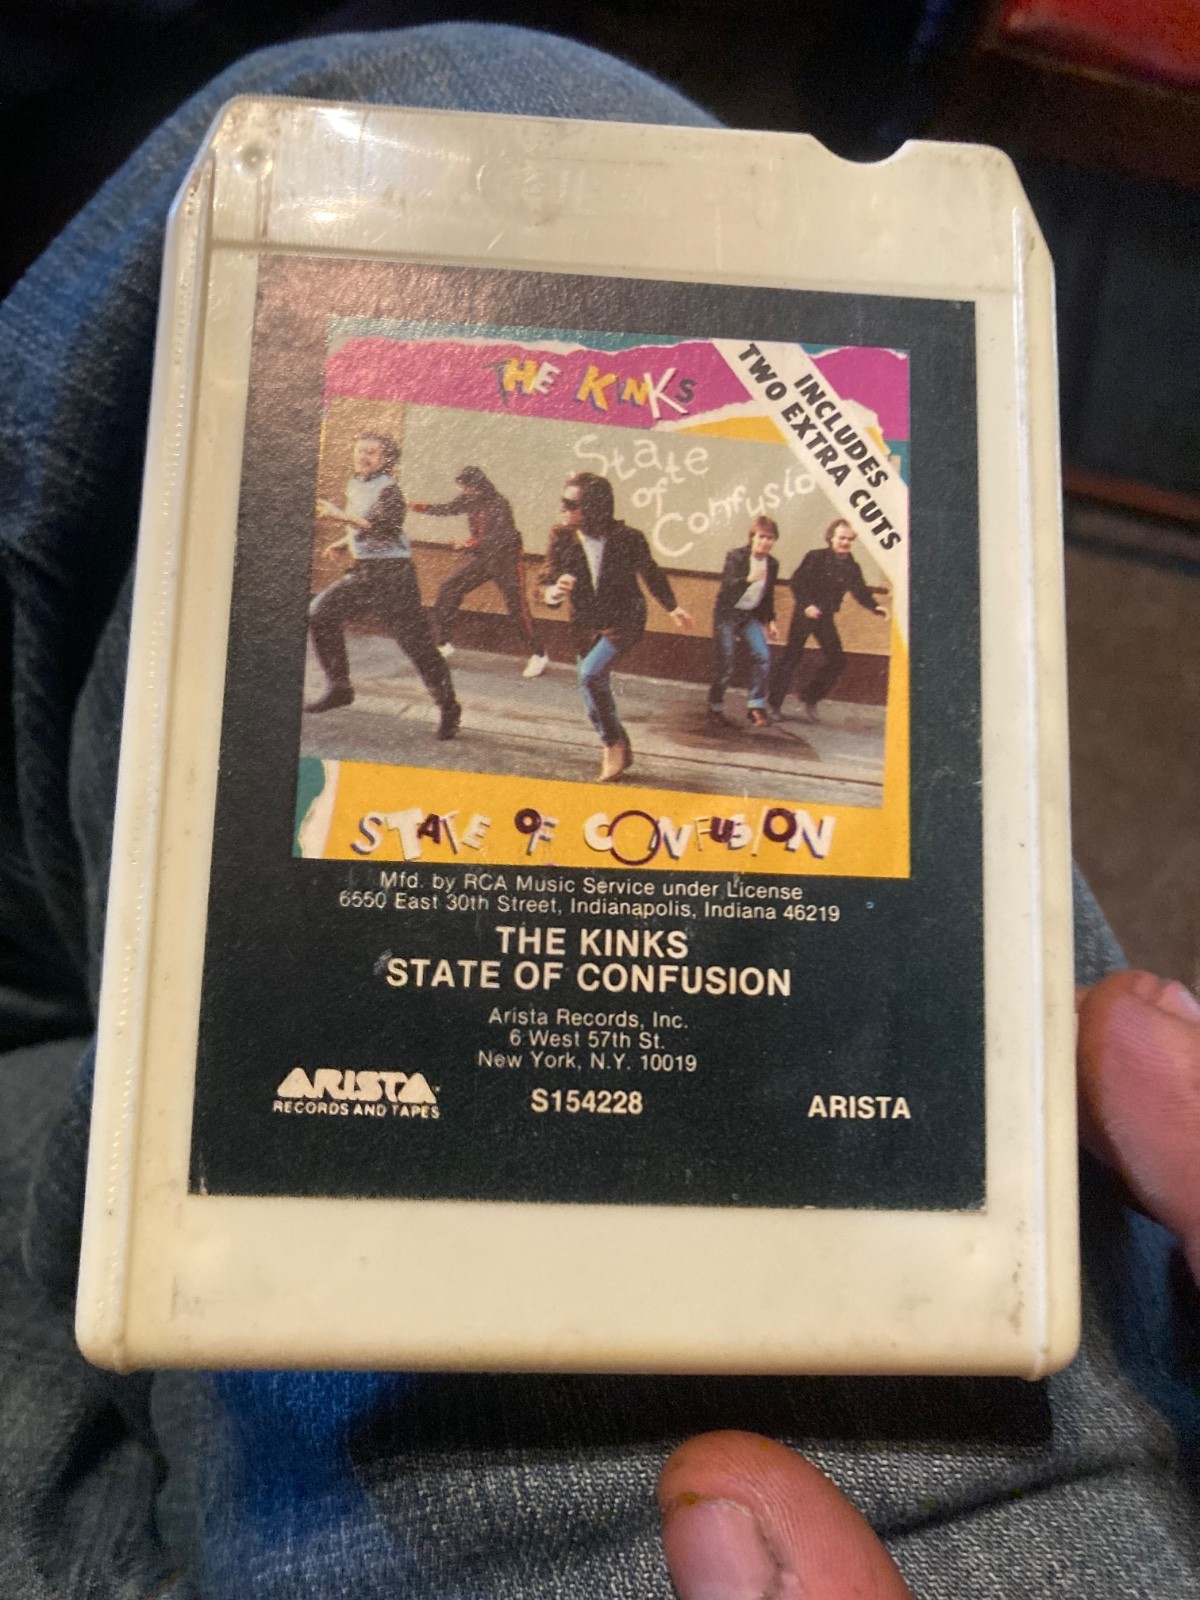 THE KINKS
INCLUDES
TWO EXTRA CUTS
State
of
Confusio
STATE OF CONFUSION
Mfd. by RCA Music Service under License
6550 East 30th Street, Indianapolis, Indiana 46219
THE KINKS
STATE OF CONFUSION
Arista Records, Inc.
6 West 57th St.
New York, N.Y. 10019
ARISTA
RECORDS AND TAPES
S154228
ARISTA